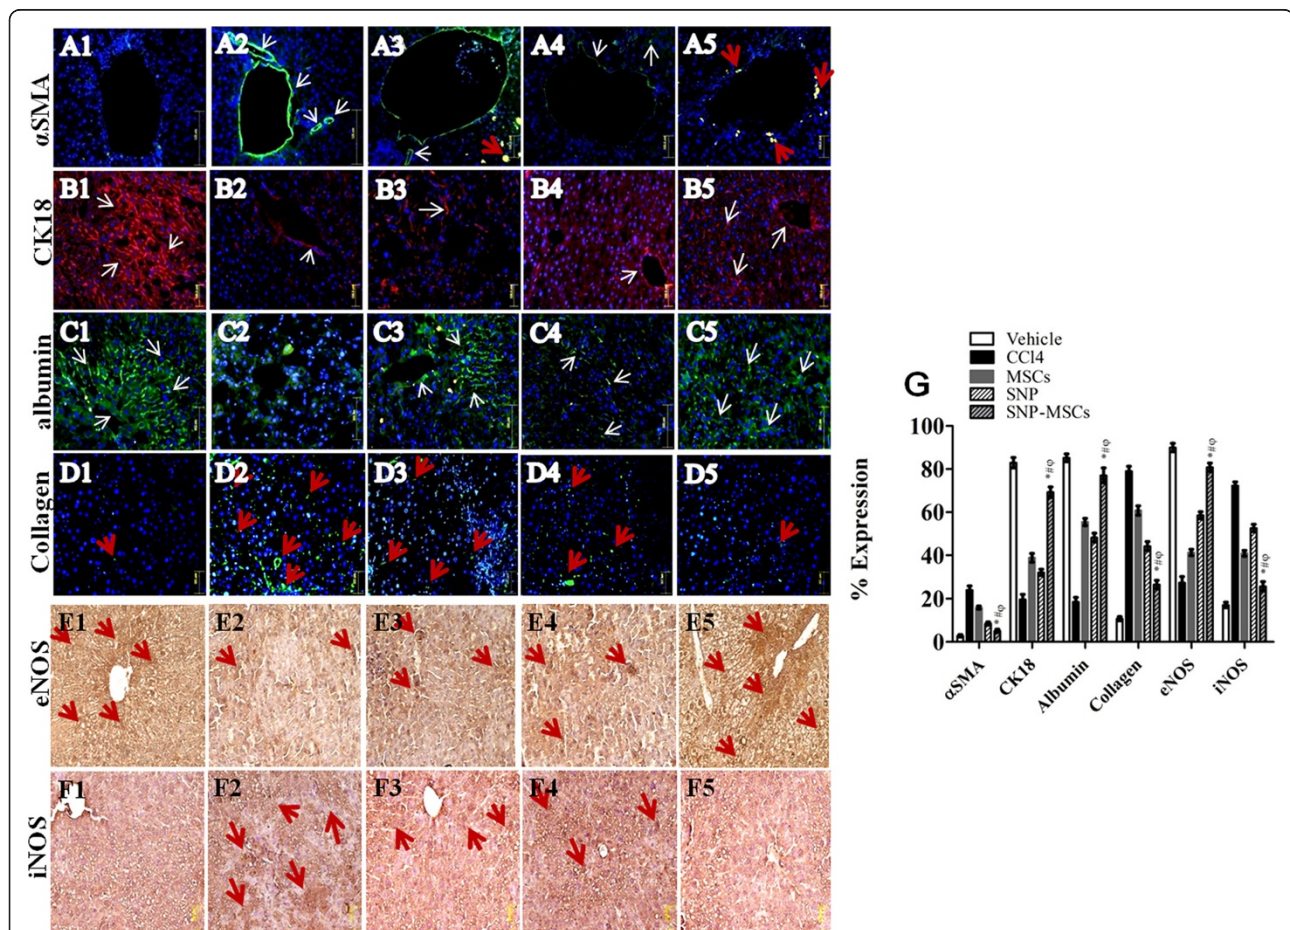 αSMA
A1 A2 A3 A4 A5
CK18
B1 B2 B3 B4 B5
albumin
C1 C2 C3 C4 C5
Collagen
D1 D2 D3 D4 D5
eNOS
E1 E2 E3 E4 E5
iNOS
F1 F2 F3 F4 F5
G
Vehicle
CCl4
MSCs
SNP
SNP-MSCs
% Expression
100
80
60
40
20
0
*#φ
*#φ
*#φ
*#φ
*#φ
*#φ
αSMA
CK18
Albumin
Collagen
eNOS
iNOS